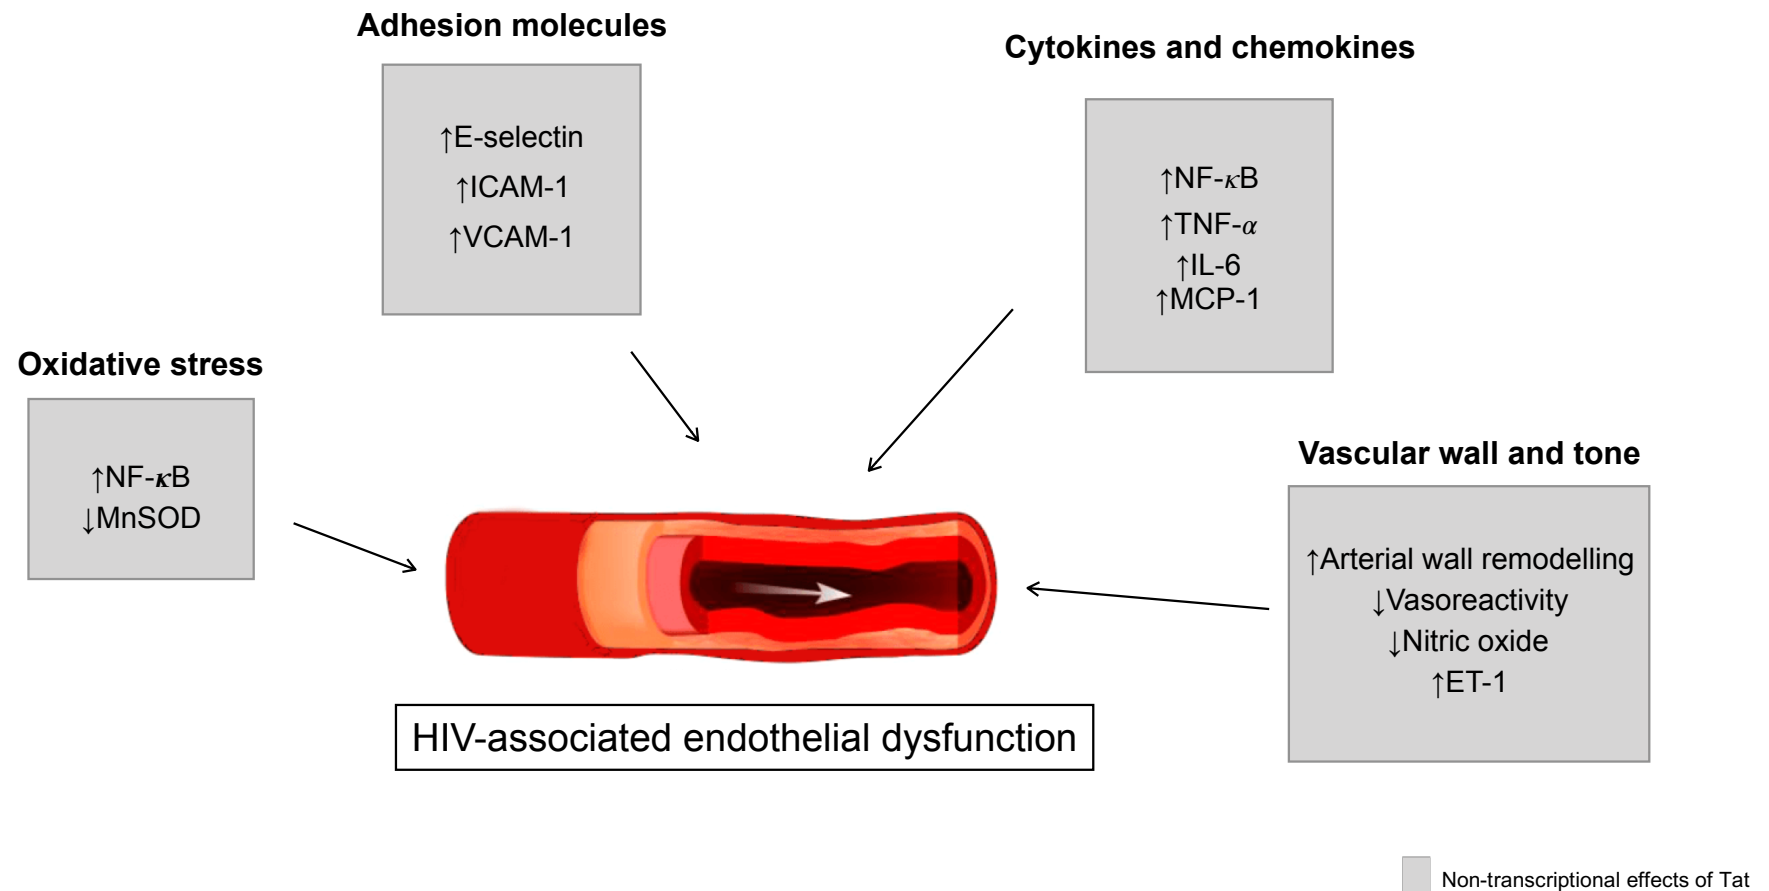 Adhesion molecules
↑E-selectin
↑ICAM-1
↑VCAM-1
Cytokines and chemokines
↑NF-κB
↑TNF-α
↑IL-6
↑MCP-1
Oxidative stress
↑NF-κB
↓MnSOD
Vascular wall and tone
↑Arterial wall remodelling
↓Vasoreactivity
↓Nitric oxide
↑ET-1
HIV-associated endothelial dysfunction
Non-transcriptional effects of Tat